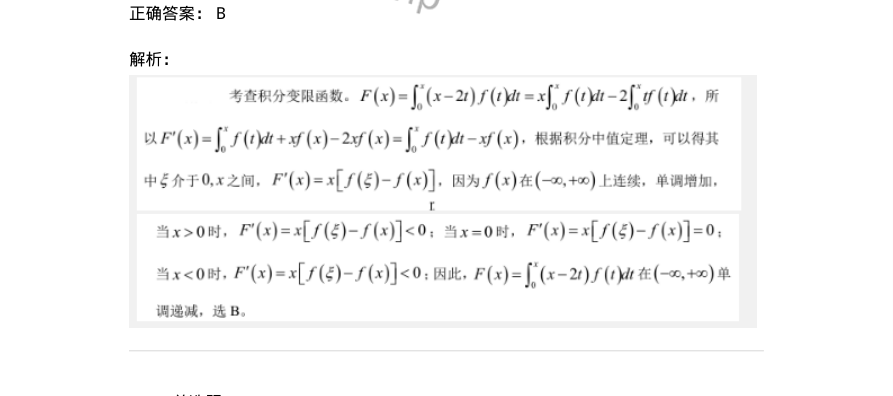 正确答案： B
解析：
考查积分变限函数。F(x)=∫₀ˣ(x−2t)f(t)dt=x∫₀ˣf(t)dt−2∫₀ˣtf(t)dt，所
以F′(x)=∫₀ˣf(t)dt+xf(x)−2xf(x)=∫₀ˣf(t)dt−xf(x)，根据积分中值定理，可以得其
中ξ介于0,x之间，F′(x)=x[f(ξ)−f(x)]，因为f(x)在(−∞,+∞)上连续，单调增加，
r
当x>0时，F′(x)=x[f(ξ)−f(x)]<0；当x=0时，F′(x)=x[f(ξ)−f(x)]=0；
当x<0时，F′(x)=x[f(ξ)−f(x)]<0；因此，F(x)=∫₀ˣ(x−2t)f(t)dt在(−∞,+∞)单
调递减，选B。